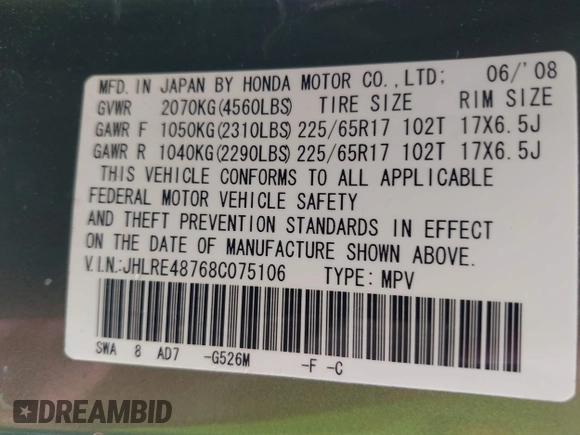 MFD. IN JAPAN BY HONDA MOTOR CO., LTD: 06/'08
GVWR 2070KG(4560LBS) TIRE SIZE RIM SIZE
GAWR F 1050KG(2310LBS) 225/65R17 102T 17X6.5J
GAWR R 1040KG(2290LBS) 225/65R17 102T 17X6.5J
THIS VEHICLE CONFORMS TO ALL APPLICABLE
FEDERAL MOTOR VEHICLE SAFETY
AND THEFT PREVENTION STANDARDS IN EFFECT
ON THE DATE OF MANUFACTURE SHOWN ABOVE.
V.I.N.:JHLRE48768C075106 TYPE: MPV
SWA 8 AD7 -G526M -F -C
DREAMBID